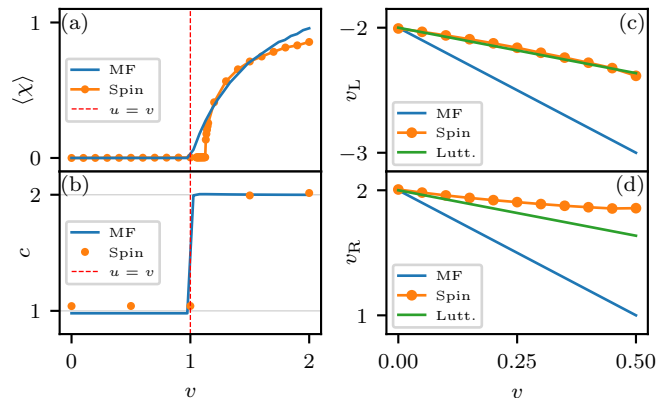 (a)
1
⟨χ⟩
0
MF
Spin
u = v
(b)
2
c
1
MF
Spin
u = v
0
1
2
v
(c)
−2
v_L
−3
MF
Spin
Lutt.
(d)
2
v_R
1
MF
Spin
Lutt.
0.00
0.25
0.50
v